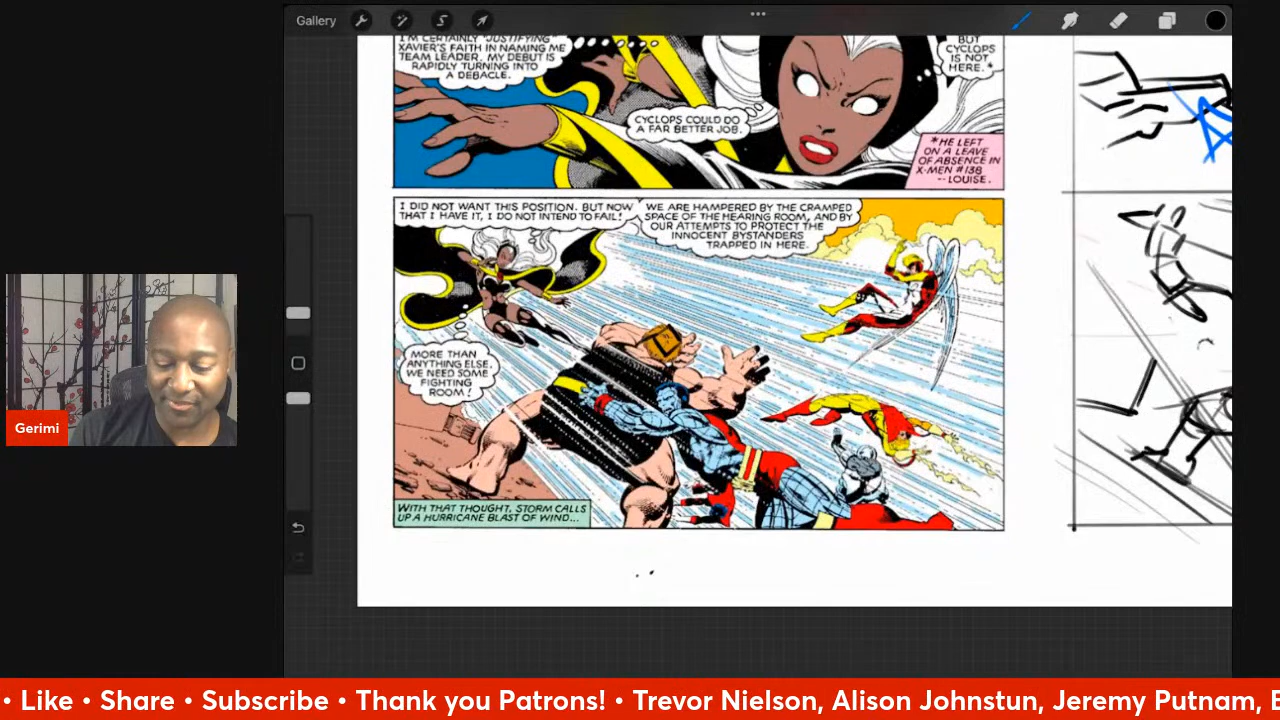 Gallery
I'M CERTAINLY "JUSTIFYING"
XAVIER'S FAITH IN NAMING ME
TEAM LEADER. MY DEBUT IS
RAPIDLY TURNING INTO
A DEBACLE.
BUT
CYCLOPS
IS NOT
HERE.*
CYCLOPS COULD DO
A FAR BETTER JOB.
*HE LEFT
ON A LEAVE
OF ABSENCE IN
X-MEN #138
--LOUISE.
I DID NOT WANT THIS POSITION. BUT NOW
THAT I HAVE IT, I DO NOT INTEND TO FAIL!
WE ARE HAMPERED BY THE CRAMPED
SPACE OF THE HEARING ROOM, AND BY
OUR ATTEMPTS TO PROTECT THE
INNOCENT BYSTANDERS
TRAPPED IN HERE.
MORE THAN
ANYTHING ELSE,
WE NEED SOME
FIGHTING
ROOM!
WITH THAT THOUGHT, STORM CALLS
UP A HURRICANE BLAST OF WIND...
Gerimi
• Like • Share • Subscribe • Thank you Patrons! • Trevor Nielson, Alison Johnstun, Jeremy Putnam,